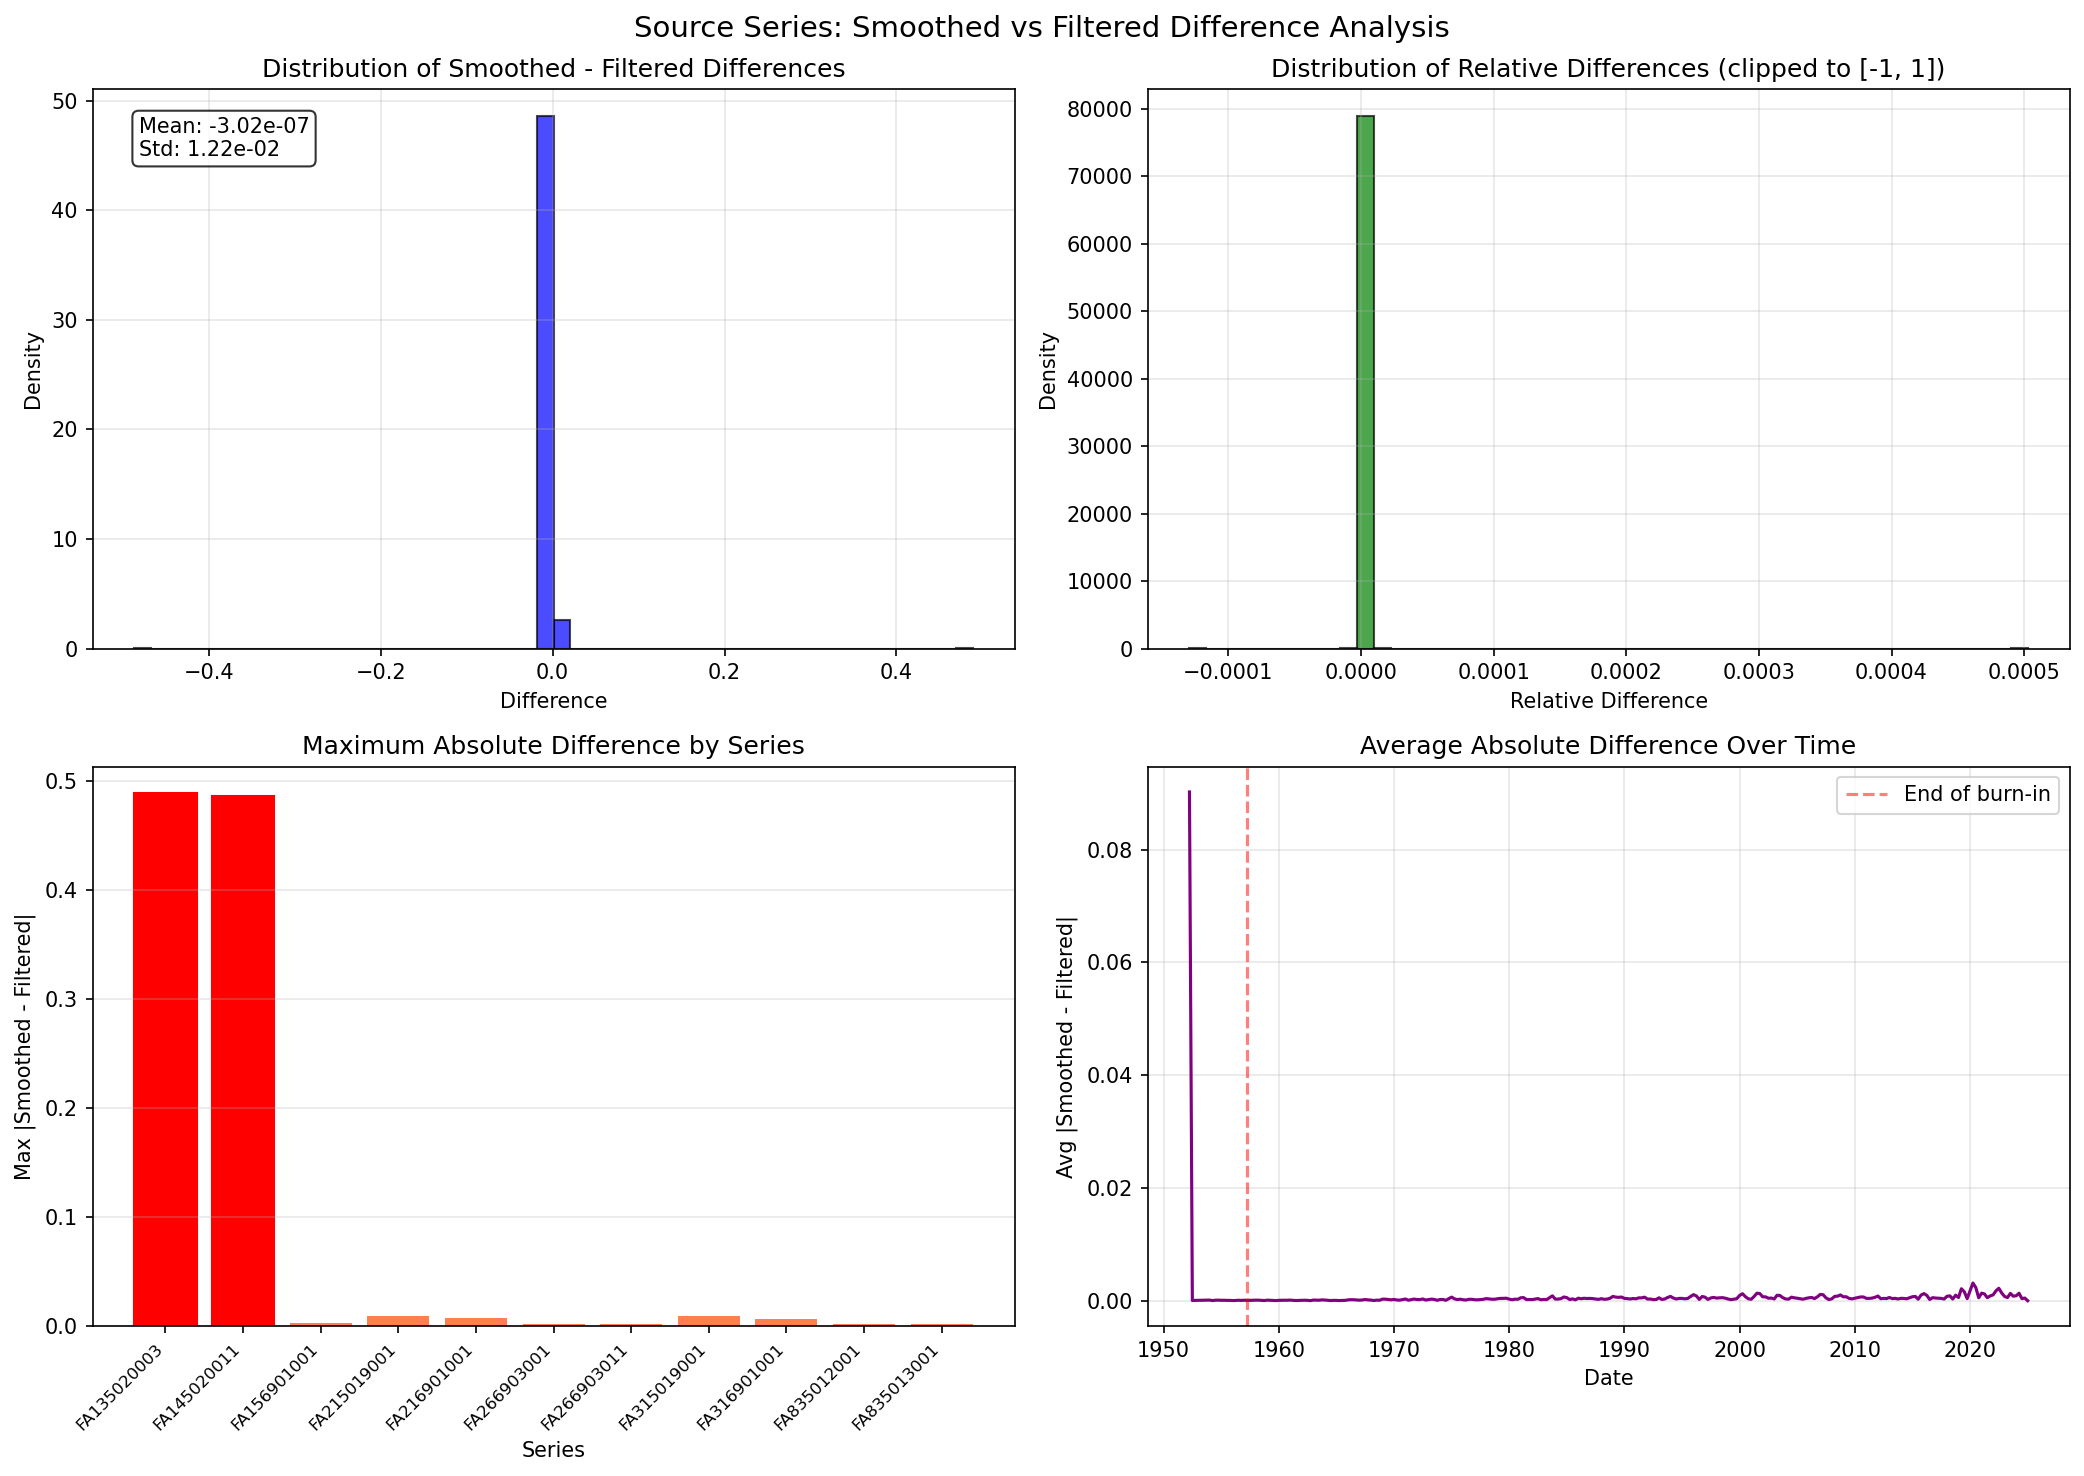 Source Series: Smoothed vs Filtered Difference Analysis
Distribution of Smoothed - Filtered Differences
Mean: -3.02e-07
Std: 1.22e-02
Density
50
40
30
20
10
0
−0.4 −0.2 0.0 0.2 0.4
Difference
Distribution of Relative Differences (clipped to [-1, 1])
Density
80000
70000
60000
50000
40000
30000
20000
10000
0
−0.0001 0.0000 0.0001 0.0002 0.0003 0.0004 0.0005
Relative Difference
Maximum Absolute Difference by Series
Max |Smoothed - Filtered|
0.5
0.4
0.3
0.2
0.1
0.0
FA135020003
FA145020011
FA156901001
FA215019001
FA216901001
FA266903001
FA266903011
FA315019001
FA316901001
FA835012001
FA835013001
Series
Average Absolute Difference Over Time
End of burn-in
Avg |Smoothed - Filtered|
0.08
0.06
0.04
0.02
0.00
1950 1960 1970 1980 1990 2000 2010 2020
Date